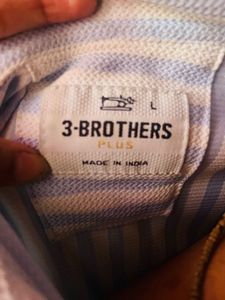 L
3-BROTHERS
PLUS
MADE IN INDIA